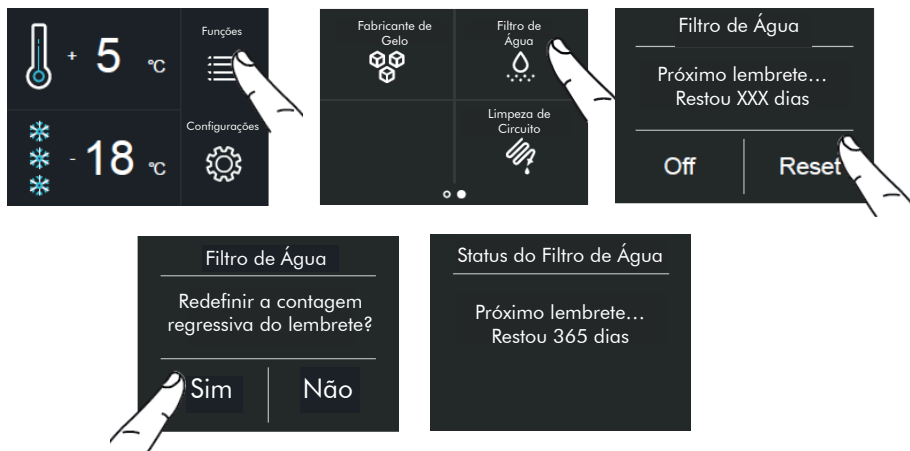 Funções
+ 5 °C
Configurações
- 18 °C
Fabricante de
Gelo
Filtro de
Água
Limpeza de
Circuito
Filtro de Água
Próximo lembrete...
Restou XXX dias
Off
Reset
Filtro de Água
Redefinir a contagem
regressiva do lembrete?
Sim
Não
Status do Filtro de Água
Próximo lembrete...
Restou 365 dias